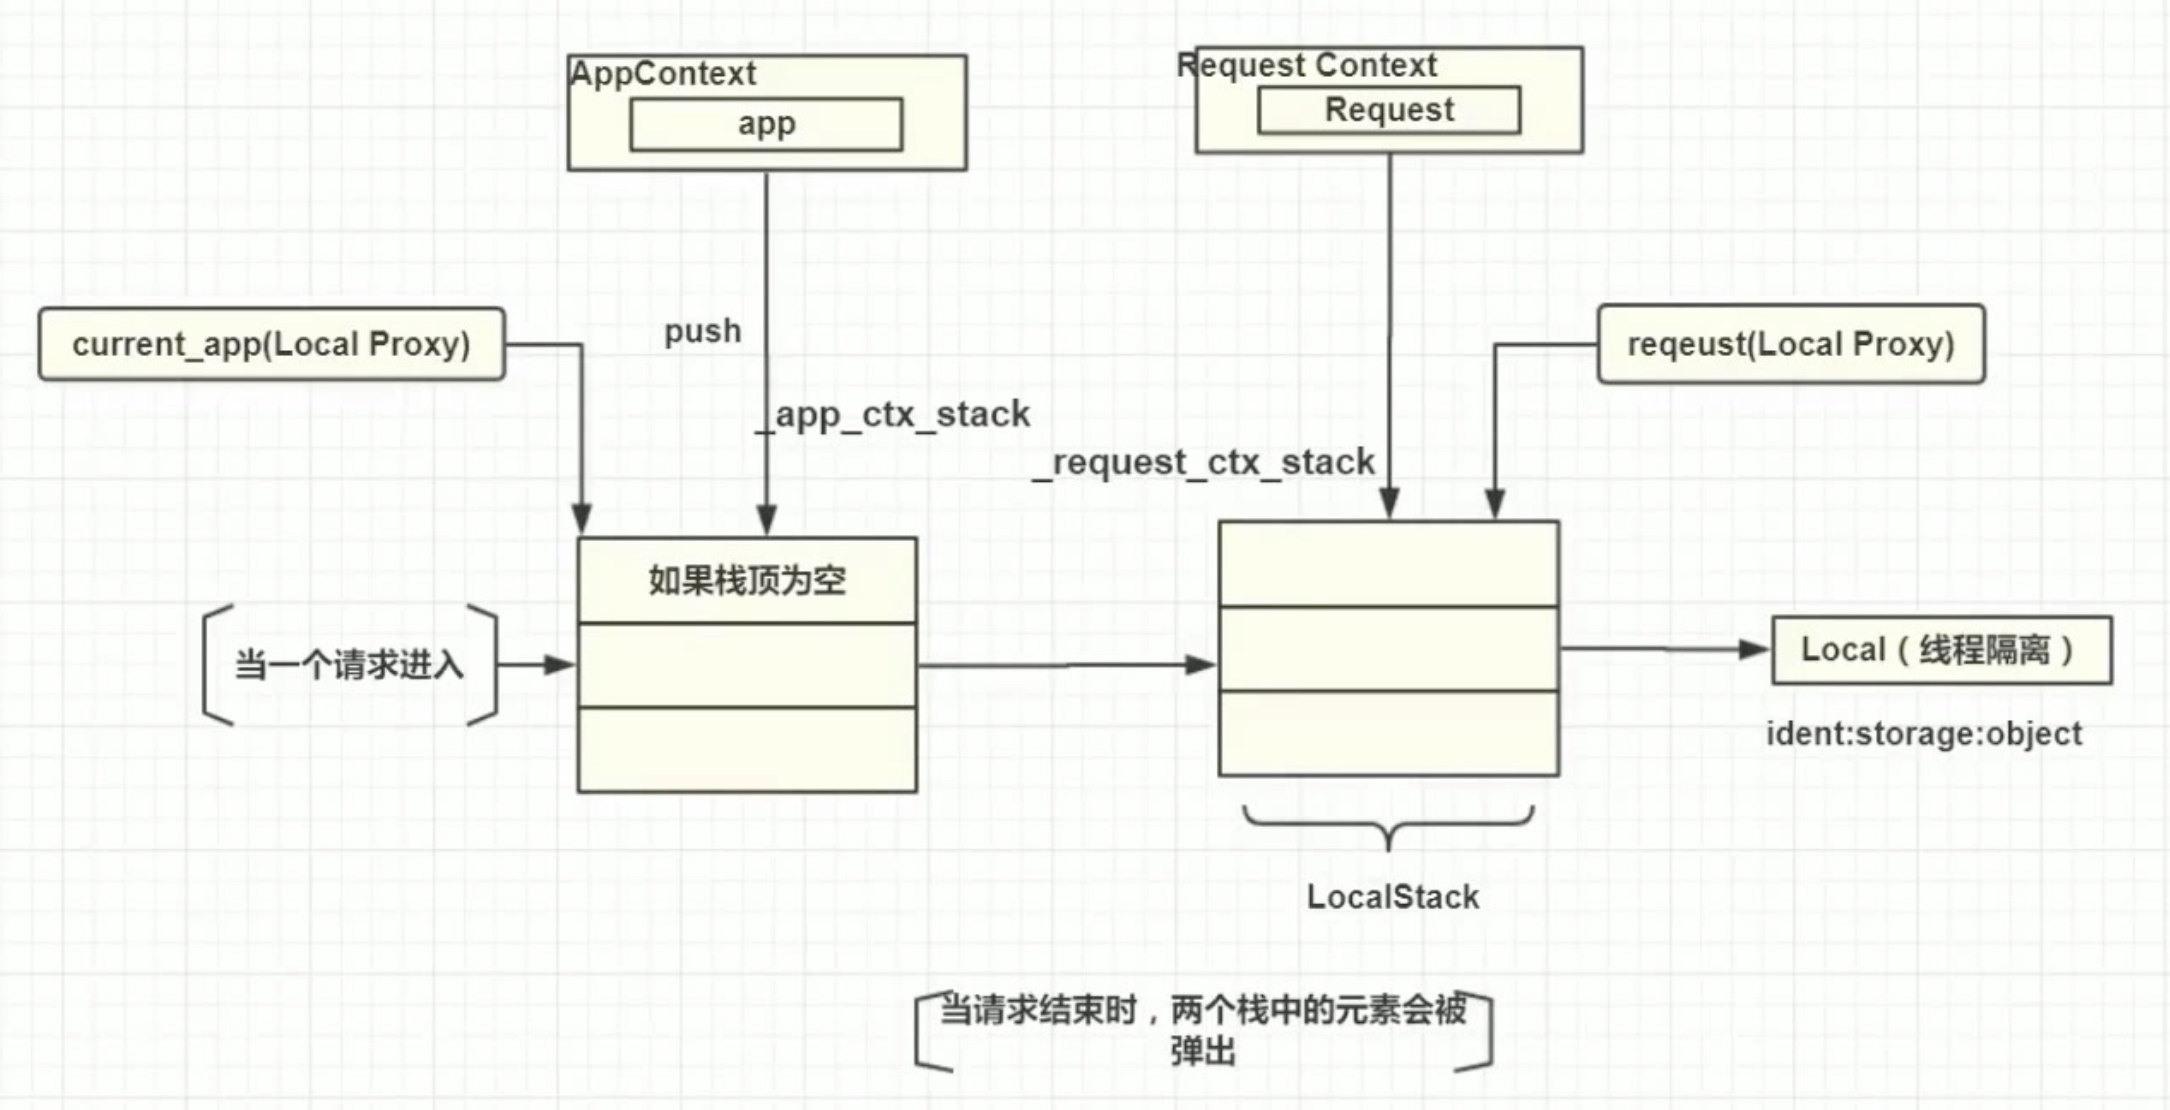 AppContext
app
Request Context
Request
current_app(Local Proxy)
push
reqeust(Local Proxy)
_app_ctx_stack
_request_ctx_stack
如果栈顶为空
当一个请求进入
Local（线程隔离）
ident:storage:object
LocalStack
当请求结束时，两个栈中的元素会被
弹出